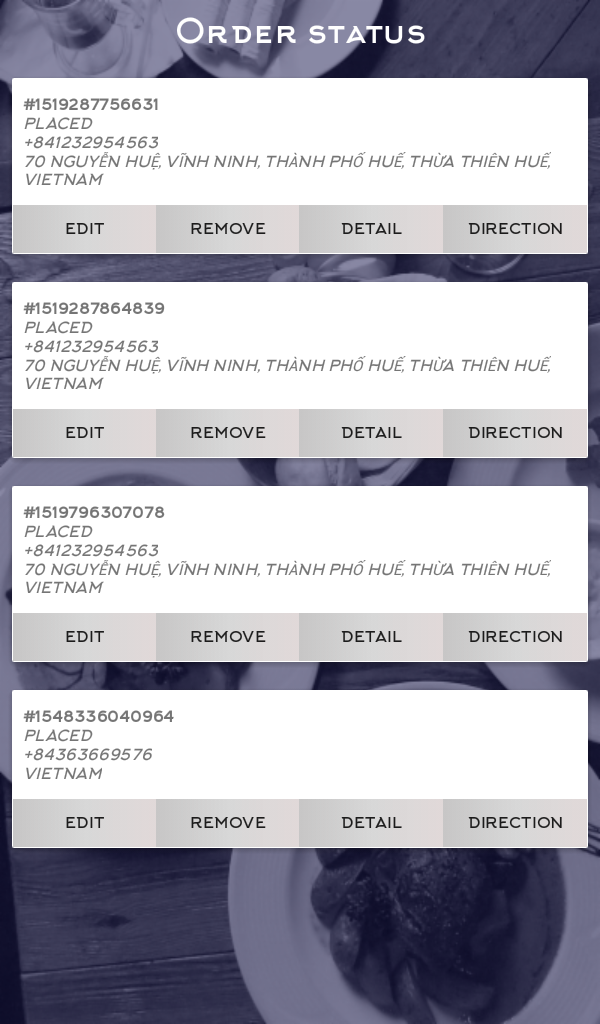 Order status
#1519287756631
PLACED
+841232954563
70 NGUYỄN HUỆ, VĨNH NINH, THÀNH PHỐ HUẾ, THỪA THIÊN HUẾ,
VIETNAM
EDIT REMOVE DETAIL DIRECTION
#1519287864839
PLACED
+841232954563
70 NGUYỄN HUỆ, VĨNH NINH, THÀNH PHỐ HUẾ, THỪA THIÊN HUẾ,
VIETNAM
EDIT REMOVE DETAIL DIRECTION
#1519796307078
PLACED
+841232954563
70 NGUYỄN HUỆ, VĨNH NINH, THÀNH PHỐ HUẾ, THỪA THIÊN HUẾ,
VIETNAM
EDIT REMOVE DETAIL DIRECTION
#1548336040964
PLACED
+84363669576
VIETNAM
EDIT REMOVE DETAIL DIRECTION